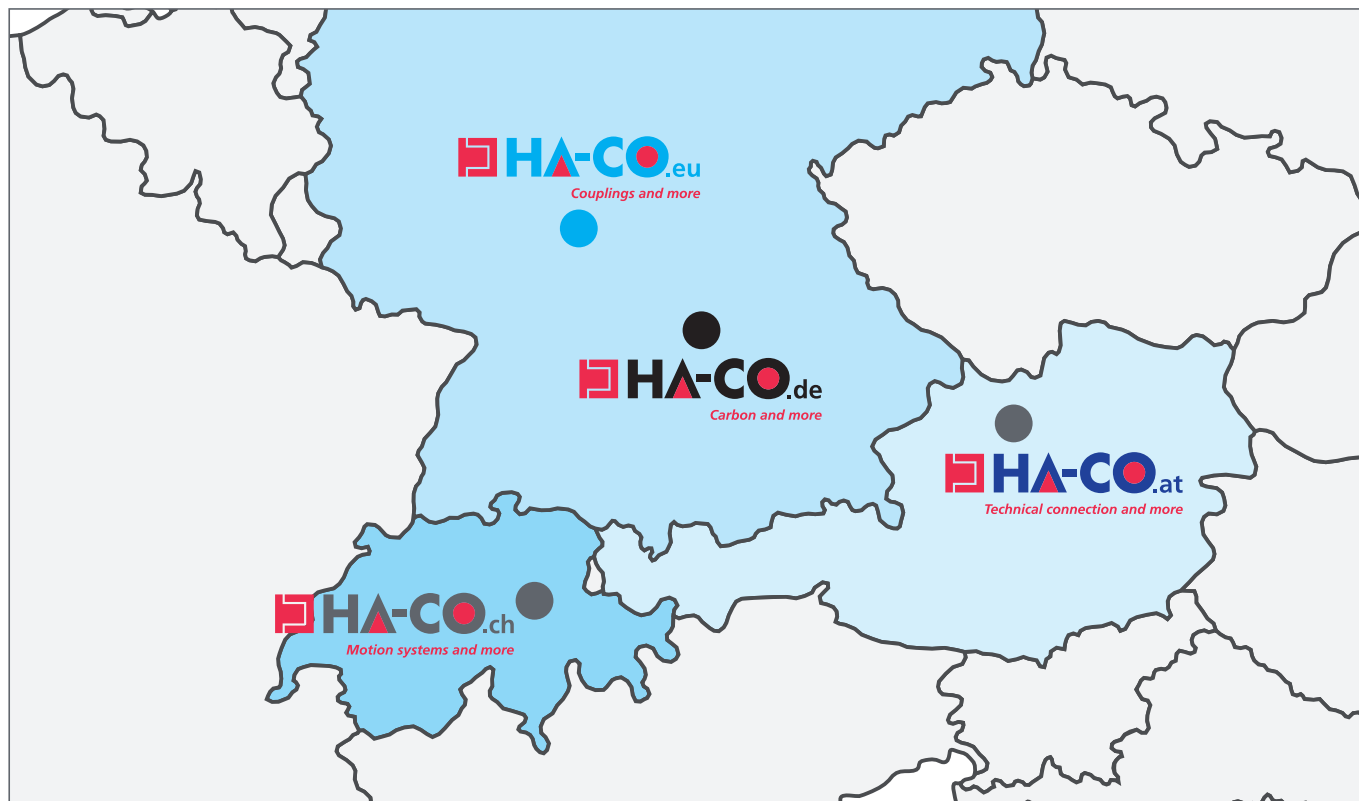 HA-CO.eu
Couplings and more
HA-CO.de
Carbon and more
HA-CO.at
Technical connection and more
HA-CO.ch
Motion systems and more